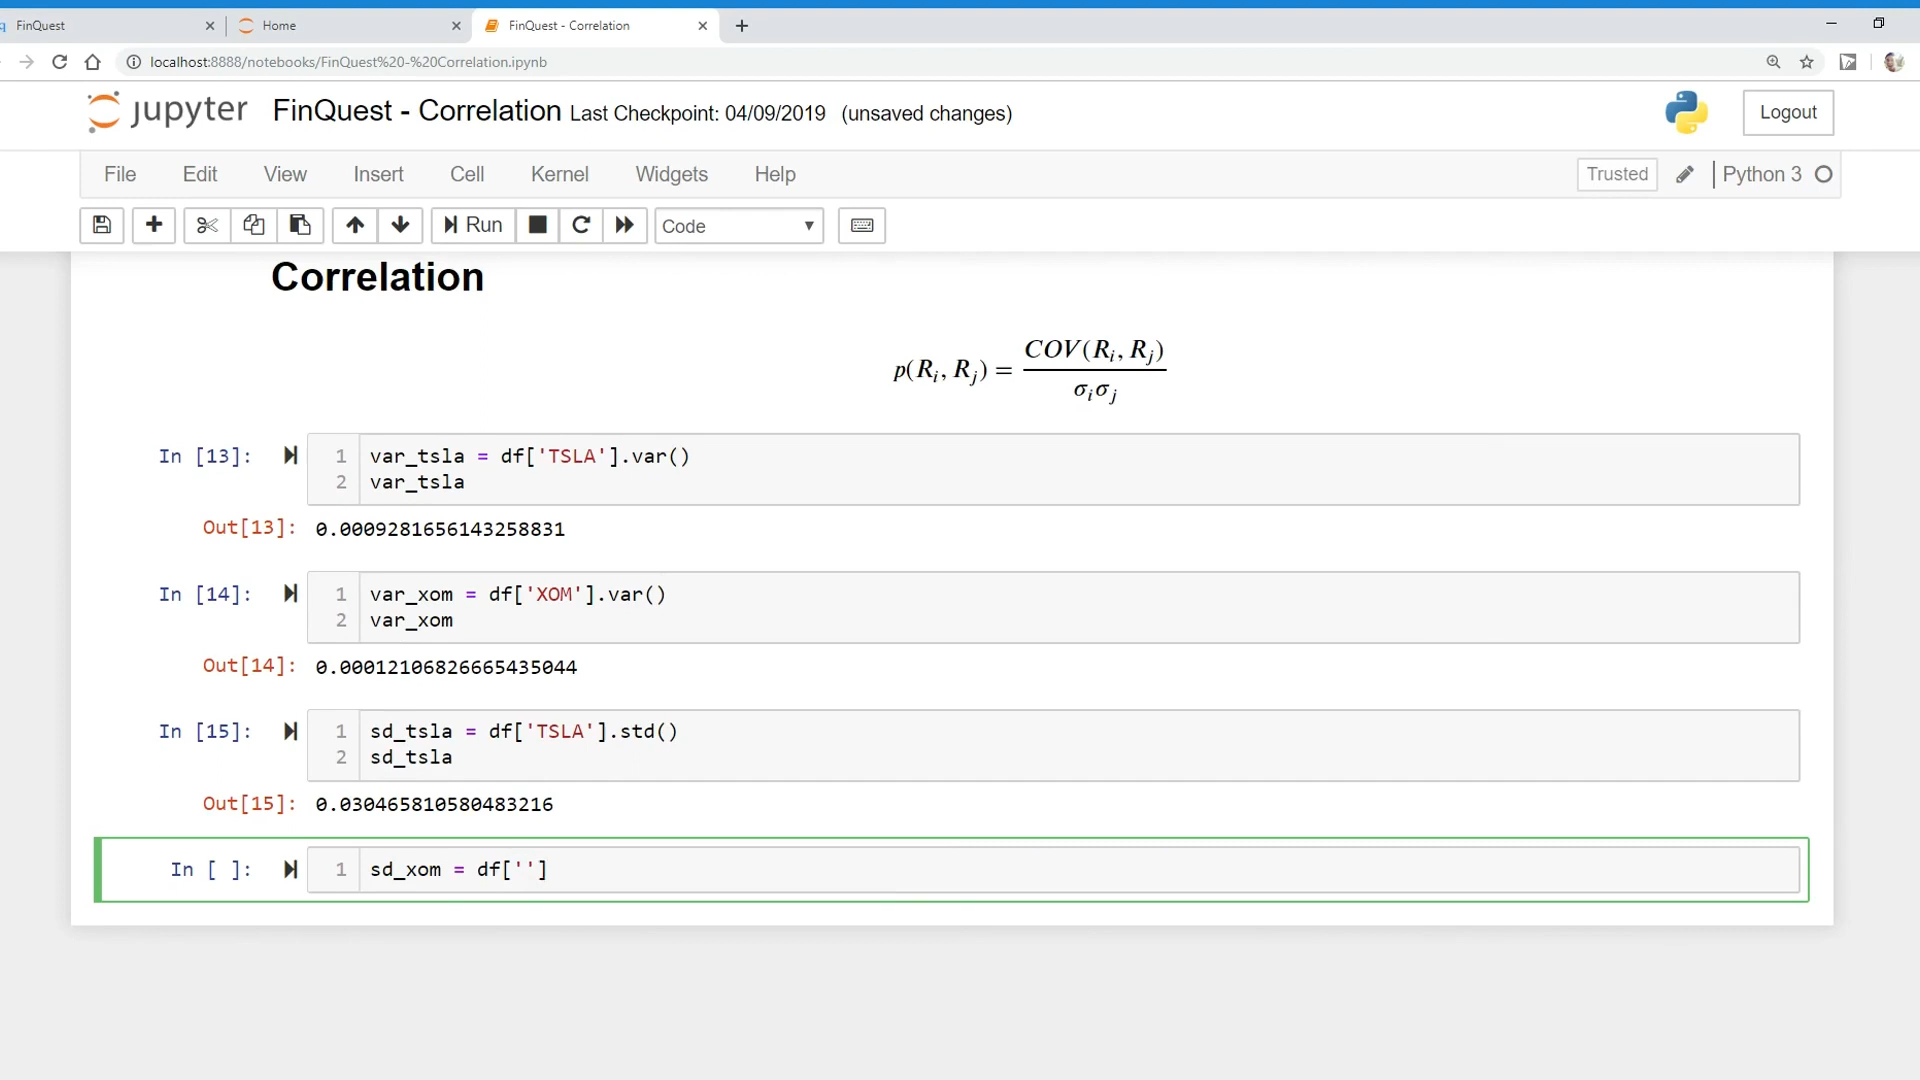 FinQuest
Home
FinQuest - Correlation
localhost:8888/notebooks/FinQuest%20-%20Correlation.ipynb
jupyter FinQuest - Correlation Last Checkpoint: 04/09/2019 (unsaved changes)
Logout
File Edit View Insert Cell Kernel Widgets Help
Trusted Python 3
Run Code
Correlation
p(R_i, R_j) = COV(R_i, R_j) / σ_iσ_j
In [13]: 1 var_tsla = df['TSLA'].var()
2 var_tsla
Out[13]: 0.0009281656143258831
In [14]: 1 var_xom = df['XOM'].var()
2 var_xom
Out[14]: 0.00012106826665435044
In [15]: 1 sd_tsla = df['TSLA'].std()
2 sd_tsla
Out[15]: 0.030465810580483216
In [ ]: 1 sd_xom = df['']